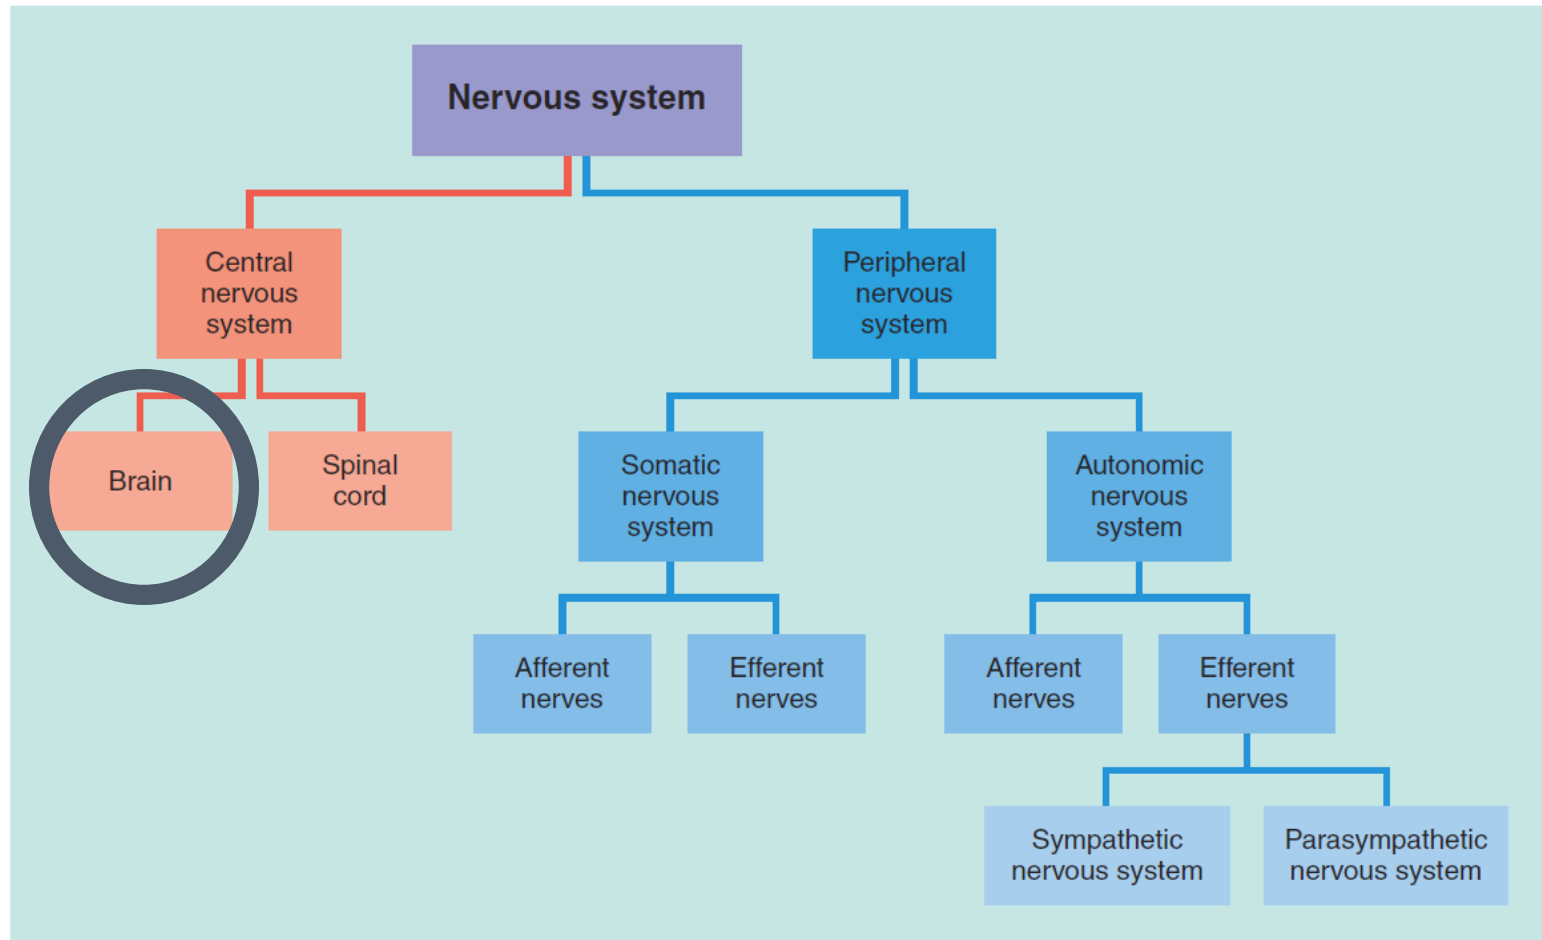 Nervous system
Central
nervous
system
Peripheral
nervous
system
Brain
Spinal
cord
Somatic
nervous
system
Autonomic
nervous
system
Afferent
nerves
Efferent
nerves
Afferent
nerves
Efferent
nerves
Sympathetic
nervous system
Parasympathetic
nervous system